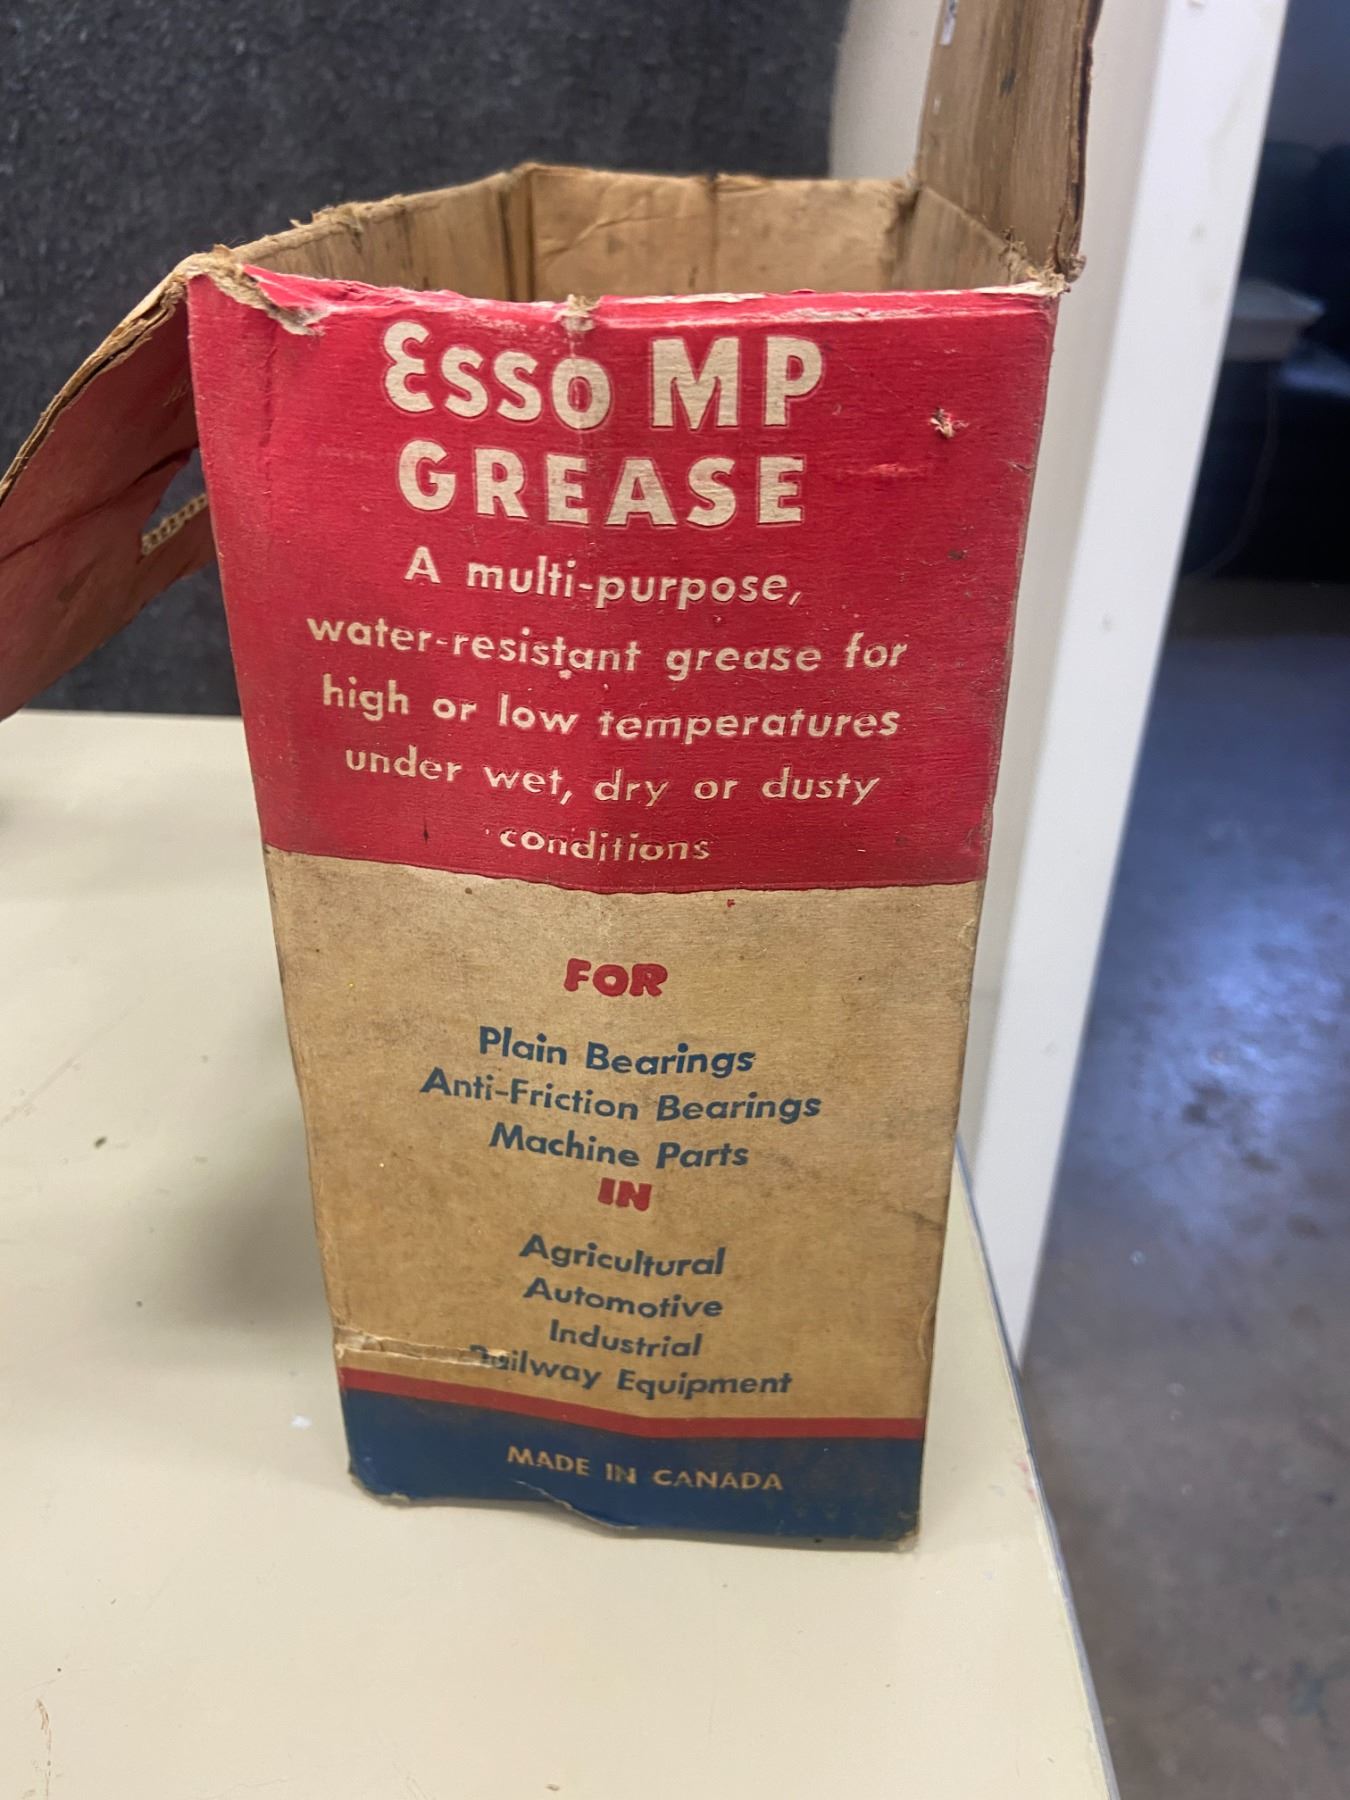 Esso MP
GREASE
A multi-purpose,
water-resistant grease for
high or low temperatures
under wet, dry or dusty
conditions
FOR
Plain Bearings
Anti-Friction Bearings
Machine Parts
IN
Agricultural
Automotive
Industrial
Railway Equipment
MADE IN CANADA